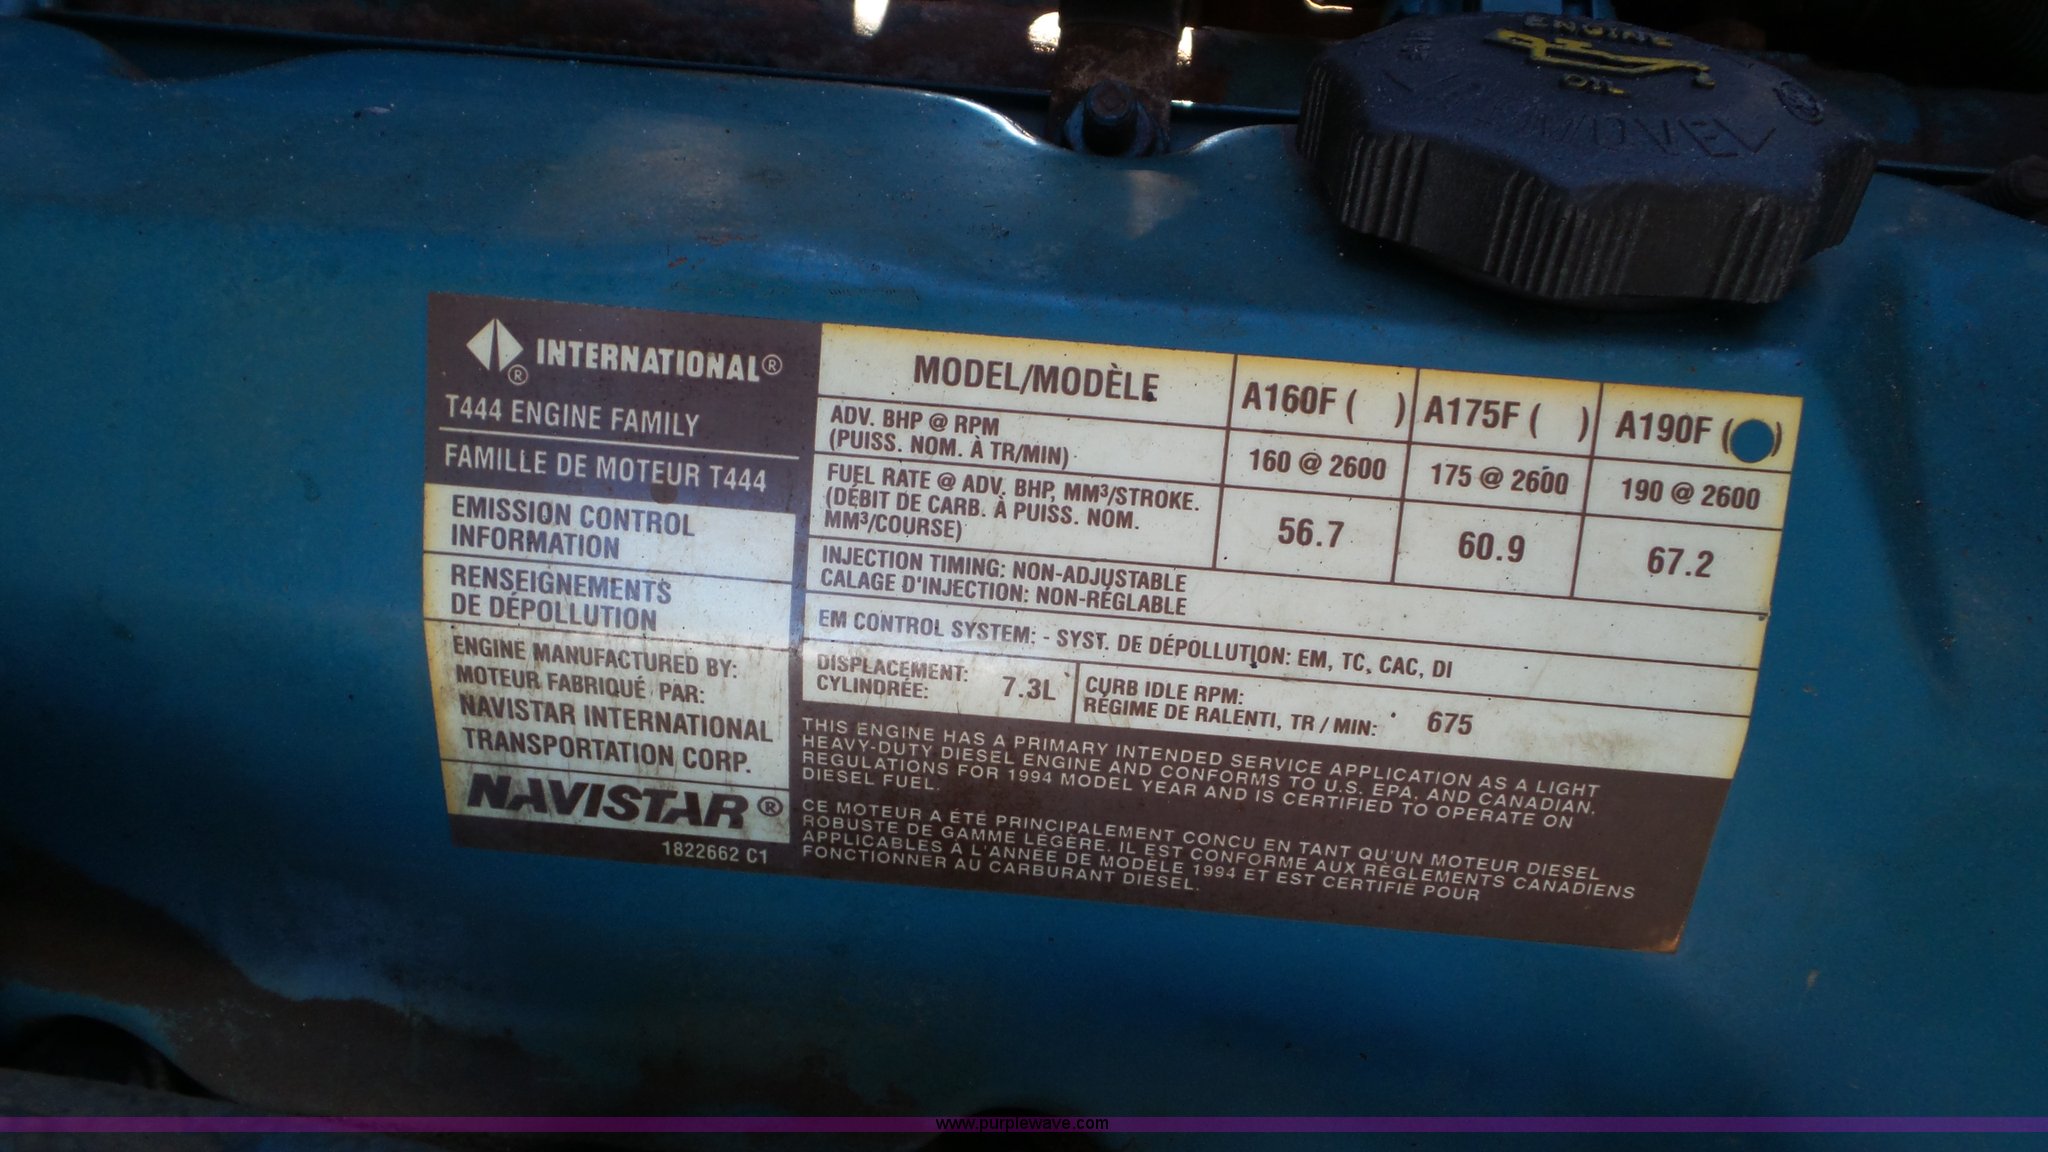 ENGINE
OIL
INTERNATIONAL®
®
T444 ENGINE FAMILY
FAMILLE DE MOTEUR T444
EMISSION CONTROL
INFORMATION
RENSEIGNEMENTS
DE DÉPOLLUTION
ENGINE MANUFACTURED BY:
MOTEUR FABRIQUÉ PAR:
NAVISTAR INTERNATIONAL
TRANSPORTATION CORP.
NAVISTAR®
1822662 C1
MODEL/MODÈLE A160F ( ) A175F ( ) A190F ( )
ADV. BHP @ RPM
(PUISS. NOM. À TR/MIN) 160 @ 2600 175 @ 2600 190 @ 2600
FUEL RATE @ ADV. BHP, MM³/STROKE.
(DÉBIT DE CARB. À PUISS. NOM.
MM³/COURSE) 56.7 60.9 67.2
INJECTION TIMING: NON-ADJUSTABLE
CALAGE D'INJECTION: NON-RÉGLABLE
EM CONTROL SYSTEM: - SYST. DE DÉPOLLUTION: EM, TC, CAC, DI
DISPLACEMENT:
CYLINDRÉE: 7.3L
CURB IDLE RPM:
RÉGIME DE RALENTI, TR / MIN: 675
THIS ENGINE HAS A PRIMARY INTENDED SERVICE APPLICATION AS A LIGHT
HEAVY-DUTY DIESEL ENGINE AND CONFORMS TO U.S. EPA. AND CANADIAN.
REGULATIONS FOR 1994 MODEL YEAR AND IS CERTIFIED TO OPERATE ON
DIESEL FUEL.
CE MOTEUR A ÉTÉ PRINCIPALEMENT CONCU EN TANT QU'UN MOTEUR DIESEL
ROBUSTE DE GAMME LÉGÈRE. IL EST CONFORME AUX RÈGLEMENTS CANADIENS
APPLICABLES À L'ANNÉE DE MODÈLE 1994 ET EST CERTIFIÉ POUR
FONCTIONNER AU CARBURANT DIESEL.
www.purplewave.com